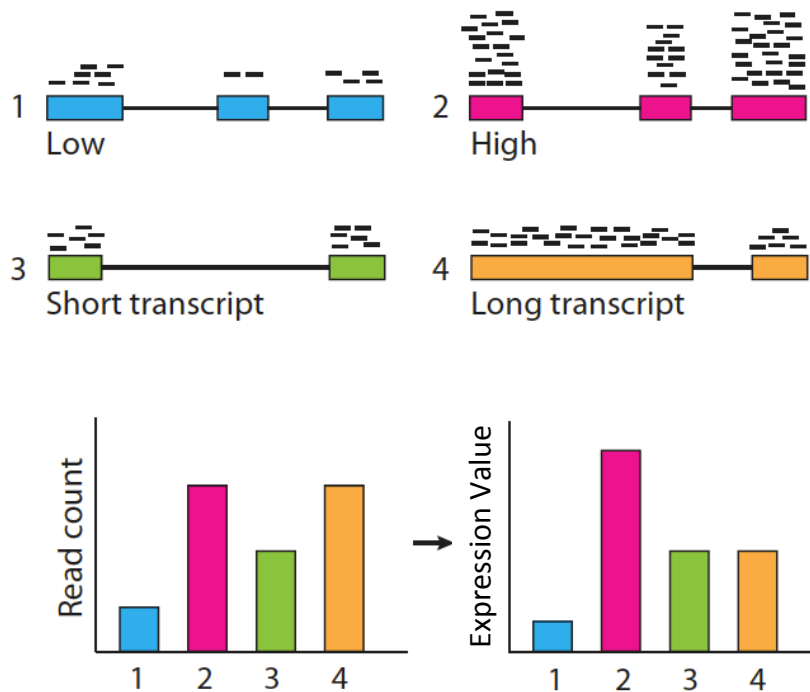 1
Low
2
High
3
Short transcript
4
Long transcript
Read count
1 2 3 4
Expression Value
1 2 3 4